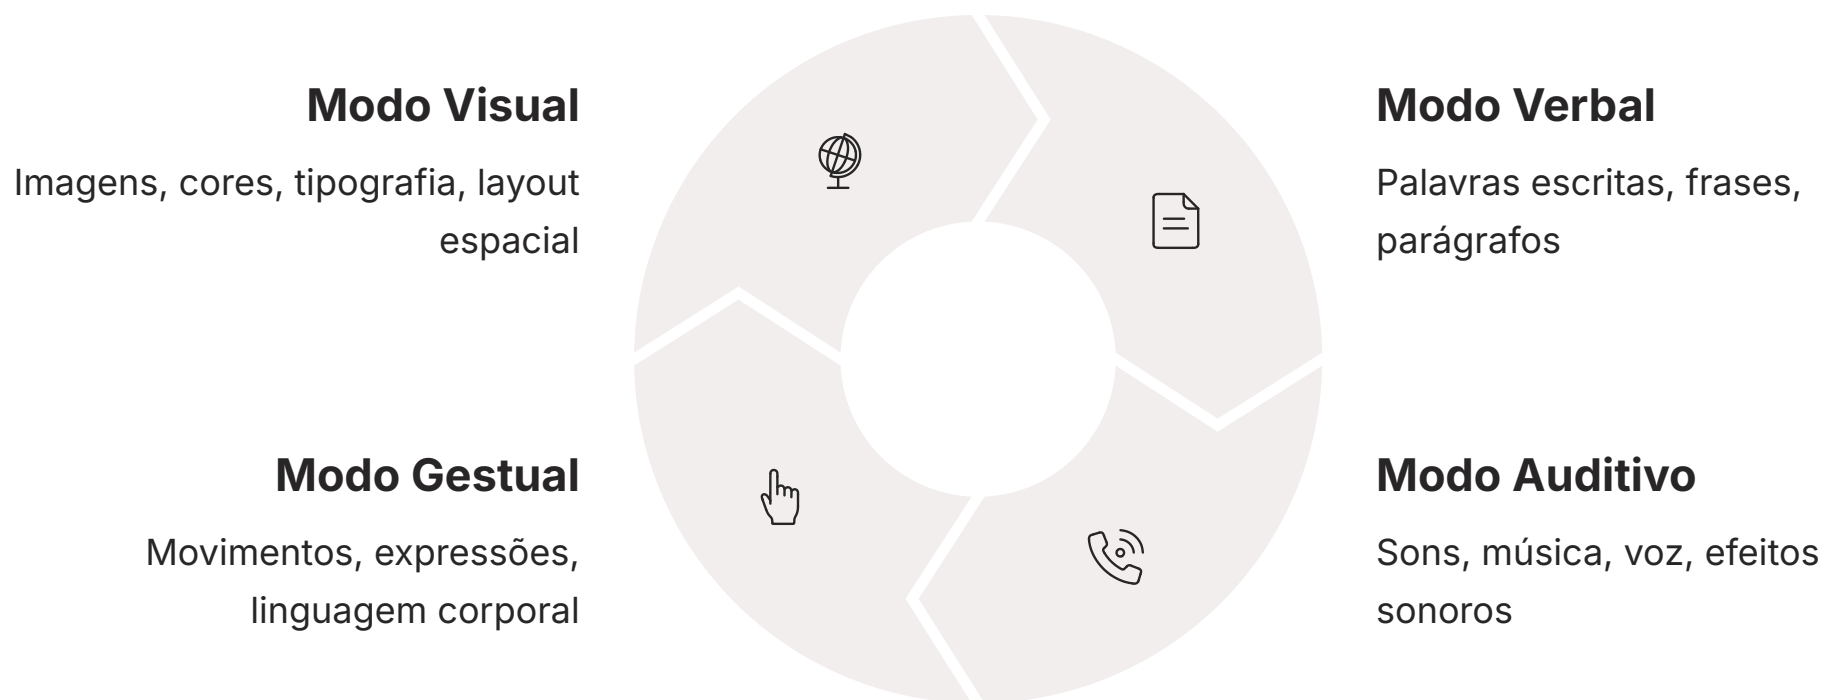 Modo Visual
Imagens, cores, tipografia, layout
espacial
Modo Verbal
Palavras escritas, frases,
parágrafos
Modo Gestual
Movimentos, expressões,
linguagem corporal
Modo Auditivo
Sons, música, voz, efeitos
sonoros